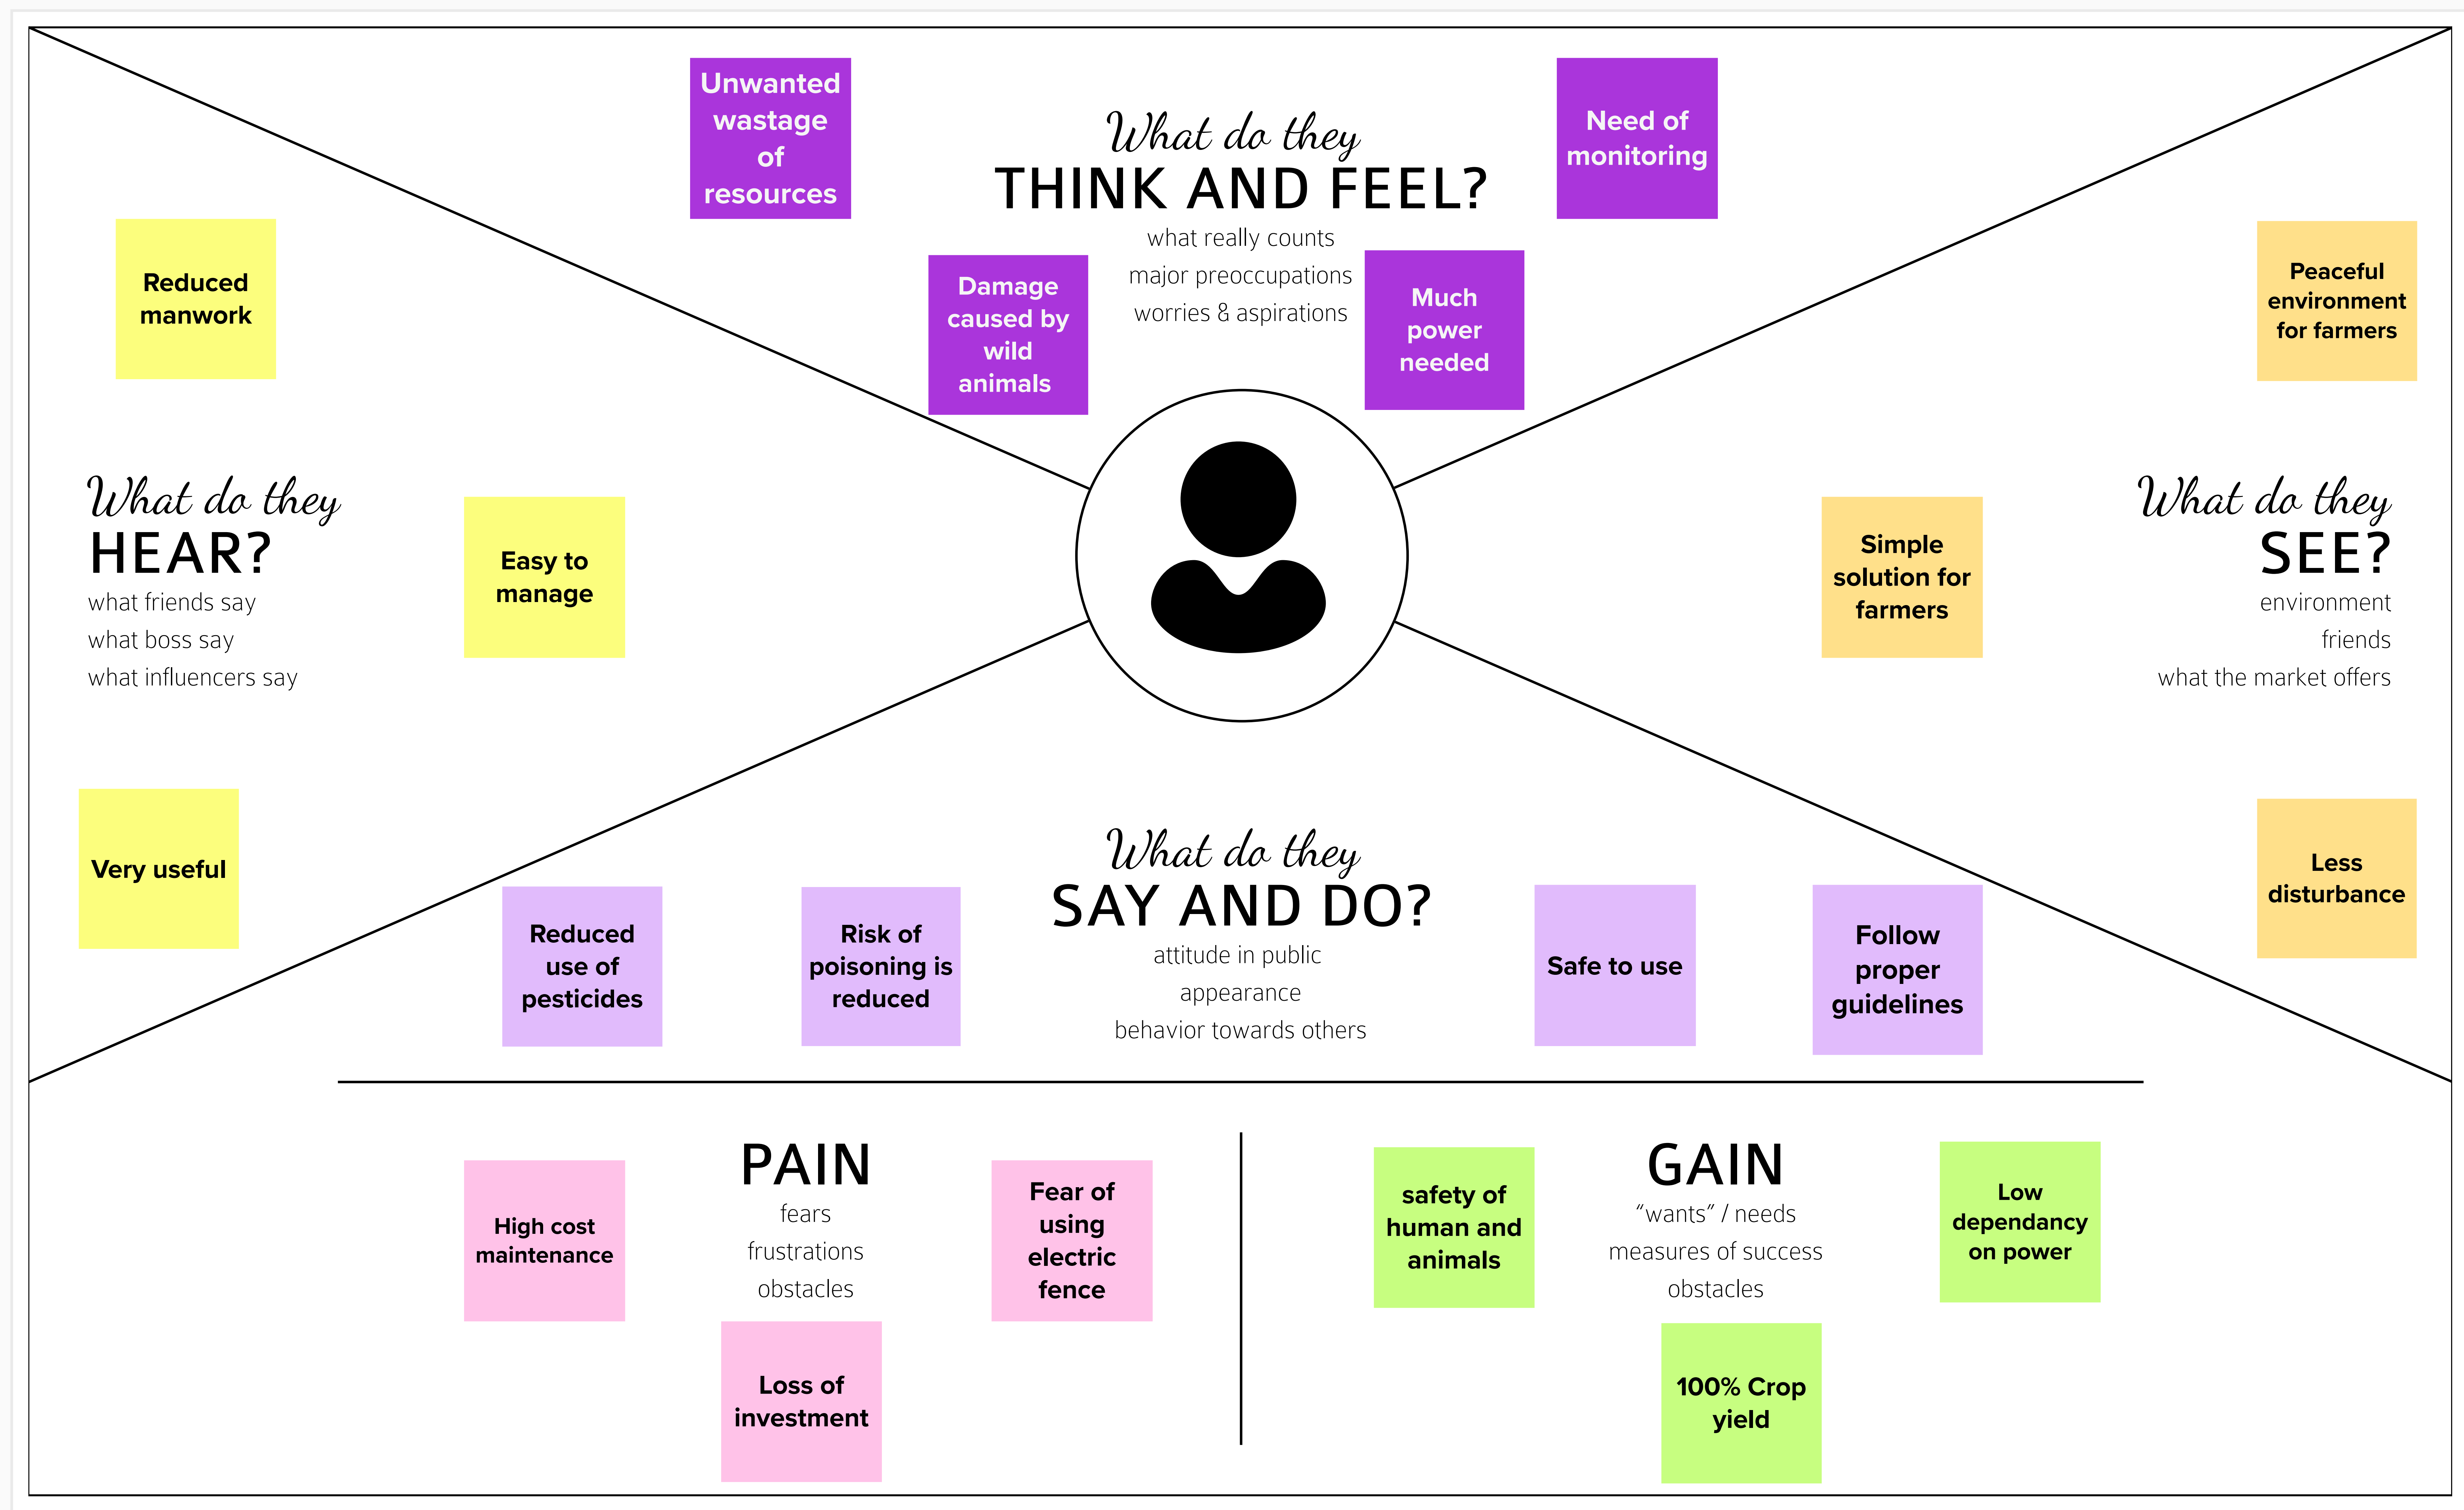 Unwanted
wastage
of
resources
What do they
THINK AND FEEL?
what really counts
major preoccupations
worries & aspirations
Need of
monitoring
Damage
caused by
wild
animals
Much
power
needed
Reduced
manwork
What do they
HEAR?
what friends say
what boss say
what influencers say
Easy to
manage
Very useful
Peaceful
environment
for farmers
Simple
solution for
farmers
What do they
SEE?
environment
friends
what the market offers
Less
disturbance
What do they
SAY AND DO?
attitude in public
appearance
behavior towards others
Reduced
use of
pesticides
Risk of
poisoning is
reduced
Safe to use
Follow
proper
guidelines
PAIN
fears
frustrations
obstacles
High cost
maintenance
Fear of
using
electric
fence
Loss of
investment
GAIN
“wants” / needs
measures of success
obstacles
safety of
human and
animals
Low
dependancy
on power
100% Crop
yield